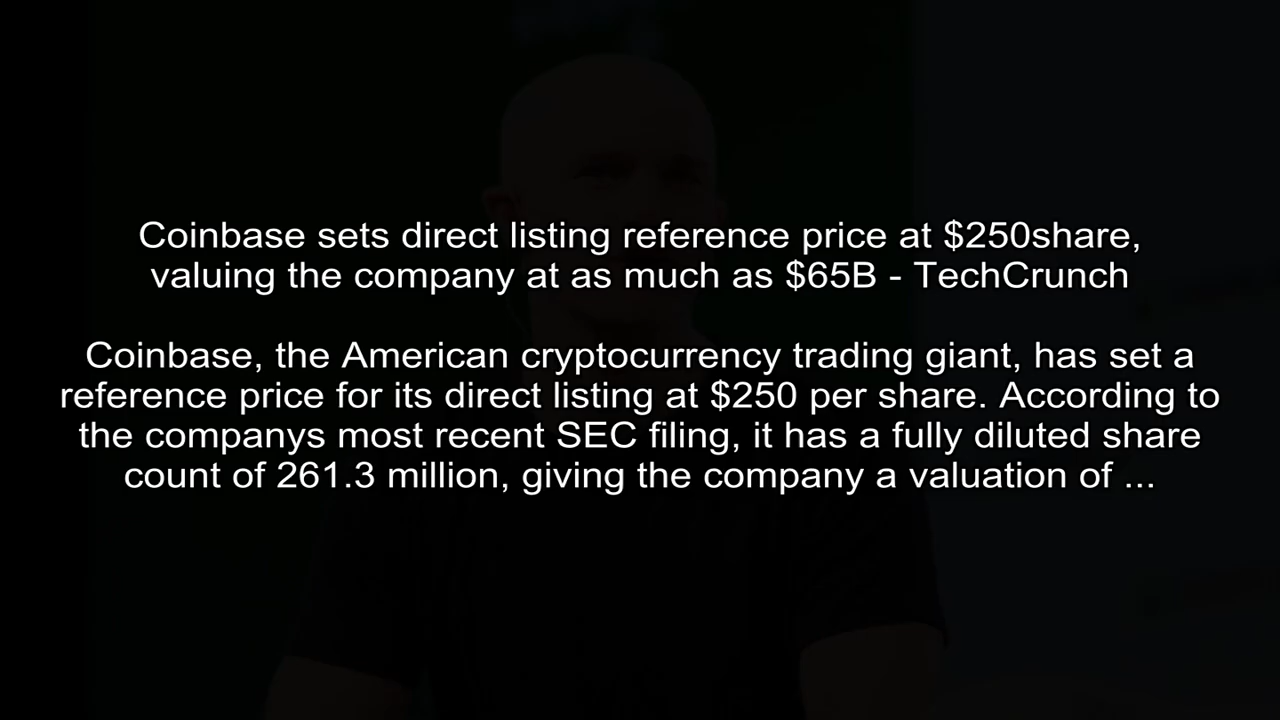 Coinbase sets direct listing reference price at $250share,
valuing the company at as much as $65B - TechCrunch
Coinbase, the American cryptocurrency trading giant, has set a
reference price for its direct listing at $250 per share. According to
the companys most recent SEC filing, it has a fully diluted share
count of 261.3 million, giving the company a valuation of ...